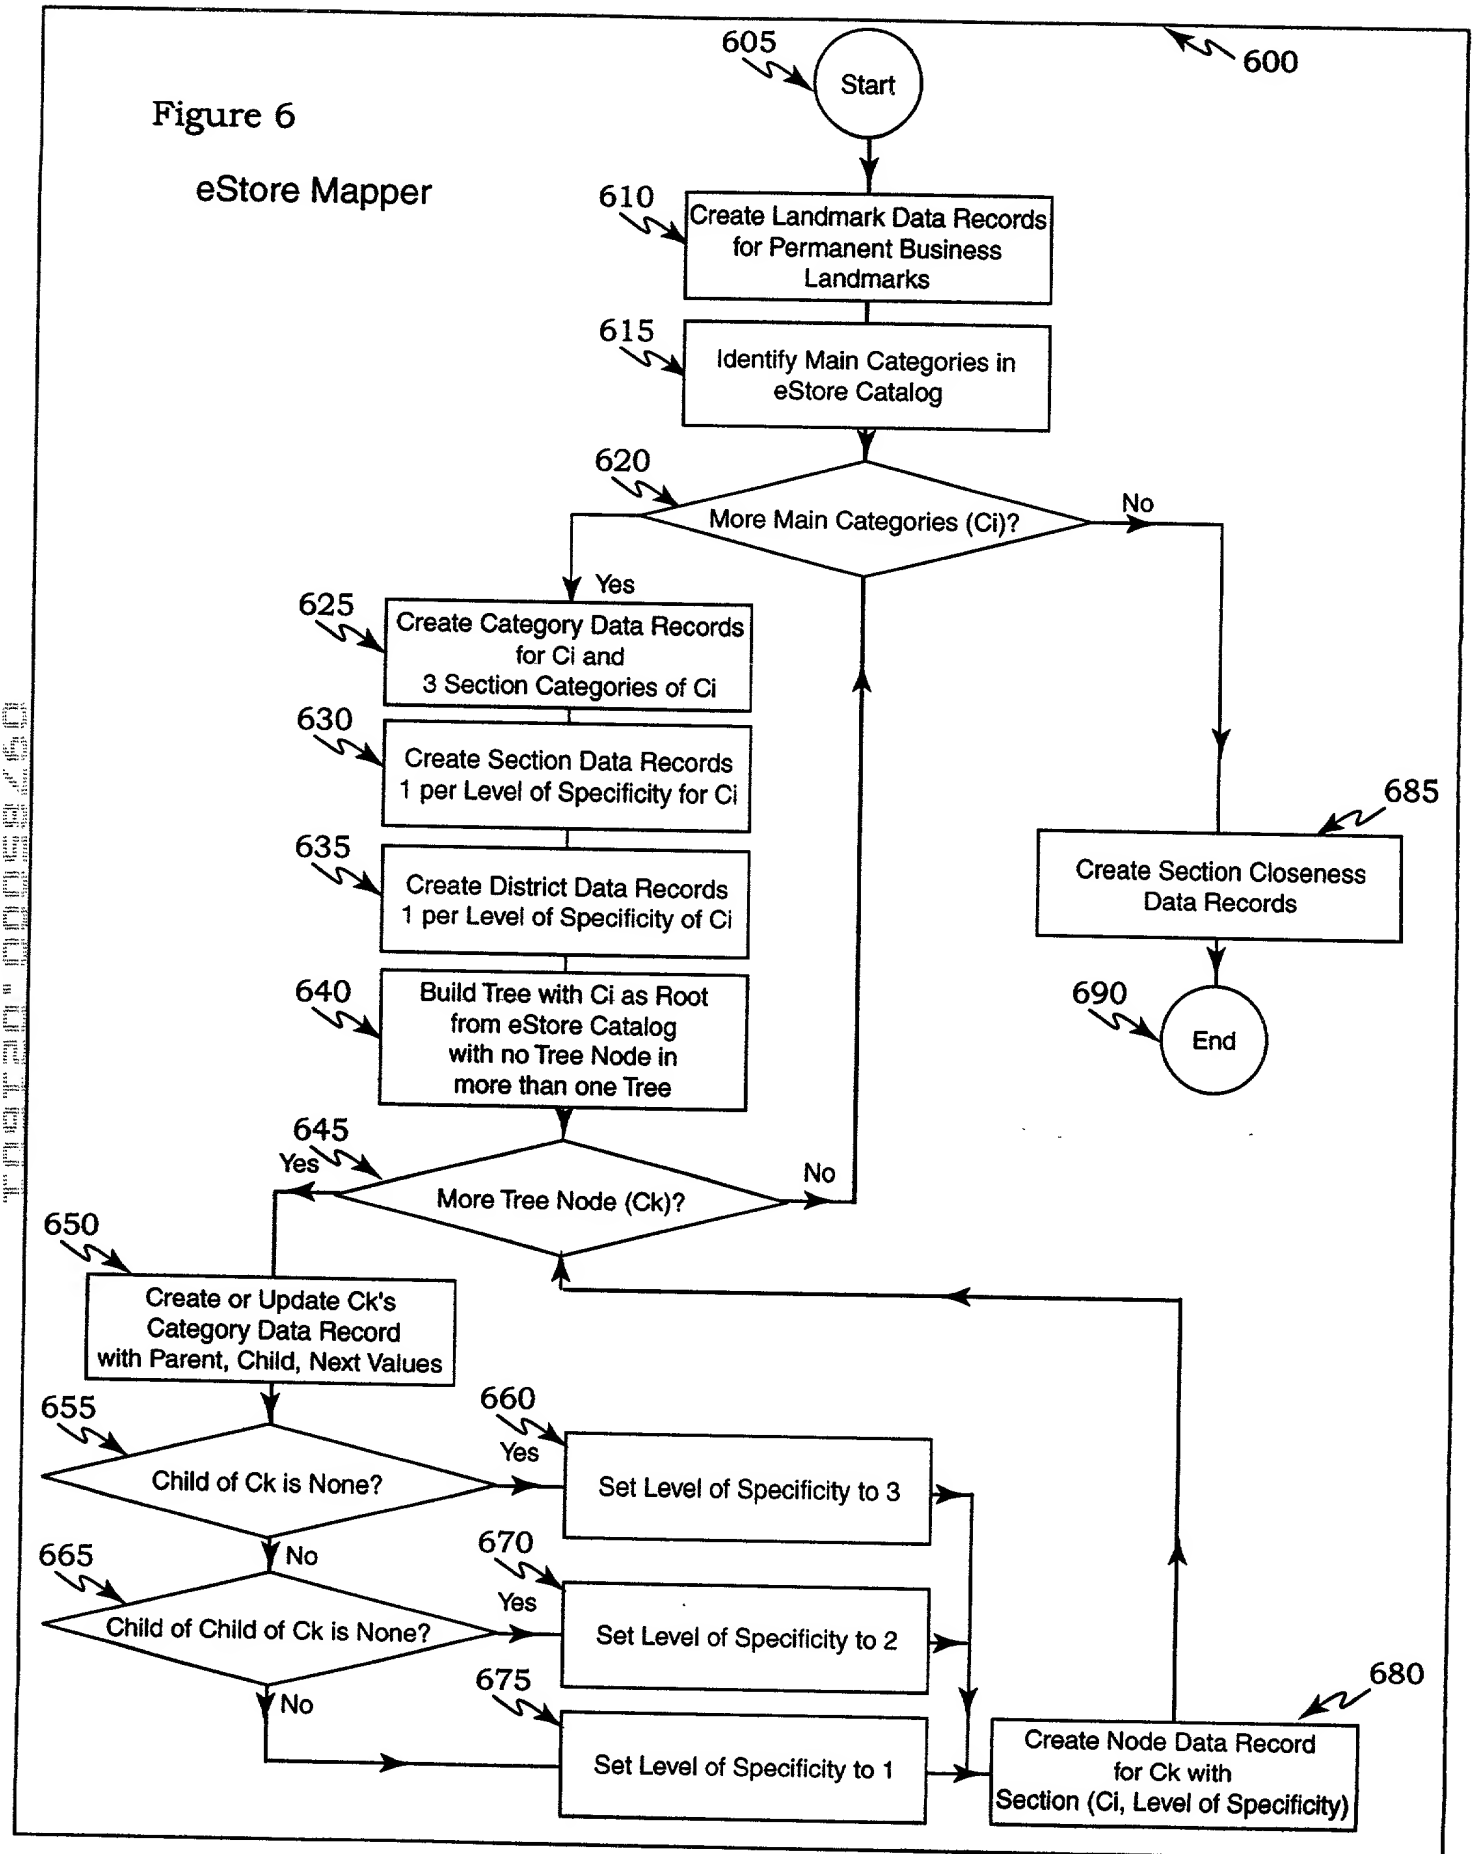 605
600
Start
Figure 6
eStore Mapper
610
Create Landmark Data Records
for Permanent Business
Landmarks
615
Identify Main Categories in
eStore Catalog
620
More Main Categories (Ci)?
No
Yes
625
Create Category Data Records
for Ci and
3 Section Categories of Ci
630
Create Section Data Records
1 per Level of Specificity for Ci
635
Create District Data Records
1 per Level of Specificity of Ci
685
Create Section Closeness
Data Records
640
Build Tree with Ci as Root
from eStore Catalog
with no Tree Node in
more than one Tree
690
End
645
Yes
More Tree Node (Ck)?
No
650
Create or Update Ck's
Category Data Record
with Parent, Child, Next Values
655
Child of Ck is None?
Yes
660
Set Level of Specificity to 3
No
665
Child of Child of Ck is None?
Yes
670
Set Level of Specificity to 2
No
675
Set Level of Specificity to 1
680
Create Node Data Record
for Ck with
Section (Ci, Level of Specificity)